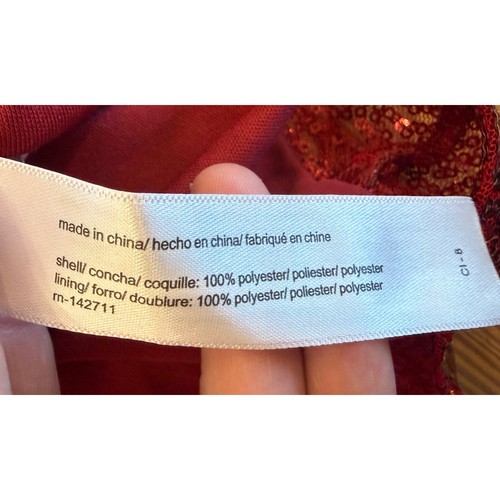 made in china/ hecho en china/ fabriqué en chine
shell/ concha/ coquille: 100% polyester/ poliester/ polyester
lining/ forro/ doublure: 100% polyester/ poliester/ polyester
rn-142711
CI - 8